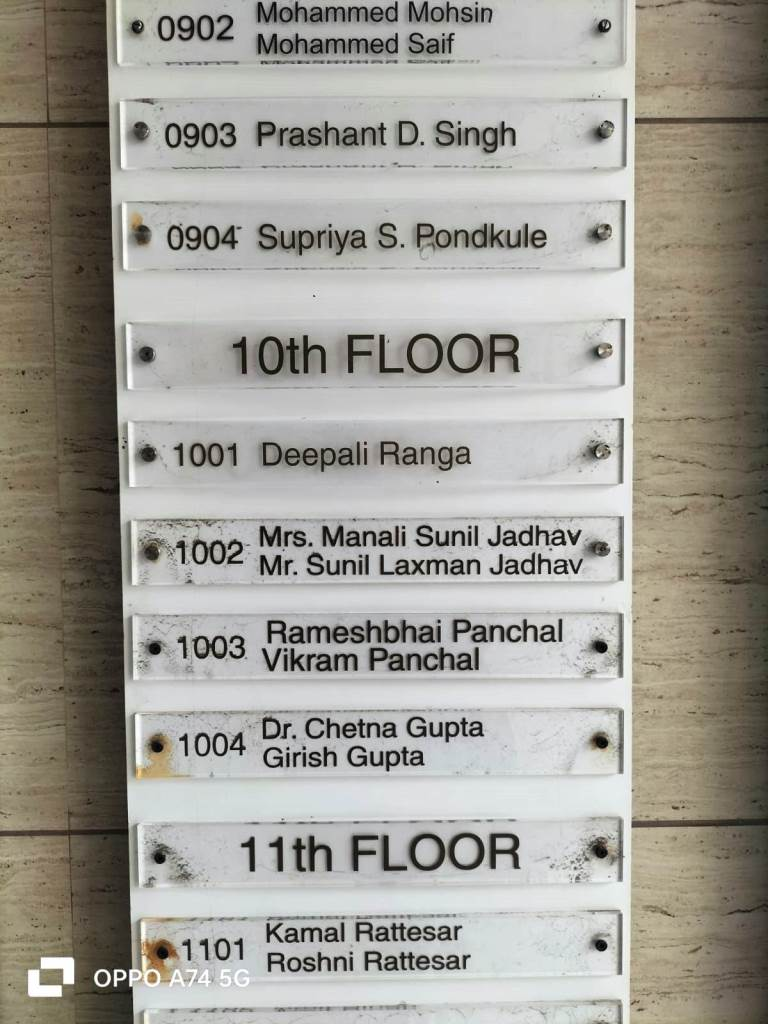 0902 Mohammed Mohsin
Mohammed Saif
0903 Prashant D. Singh
0904 Supriya S. Pondkule
10th FLOOR
1001 Deepali Ranga
1002 Mrs. Manali Sunil Jadhav
Mr. Sunil Laxman Jadhav
1003 Rameshbhai Panchal
Vikram Panchal
1004 Dr. Chetna Gupta
Girish Gupta
11th FLOOR
1101 Kamal Rattesar
Roshni Rattesar
OPPO A74 5G